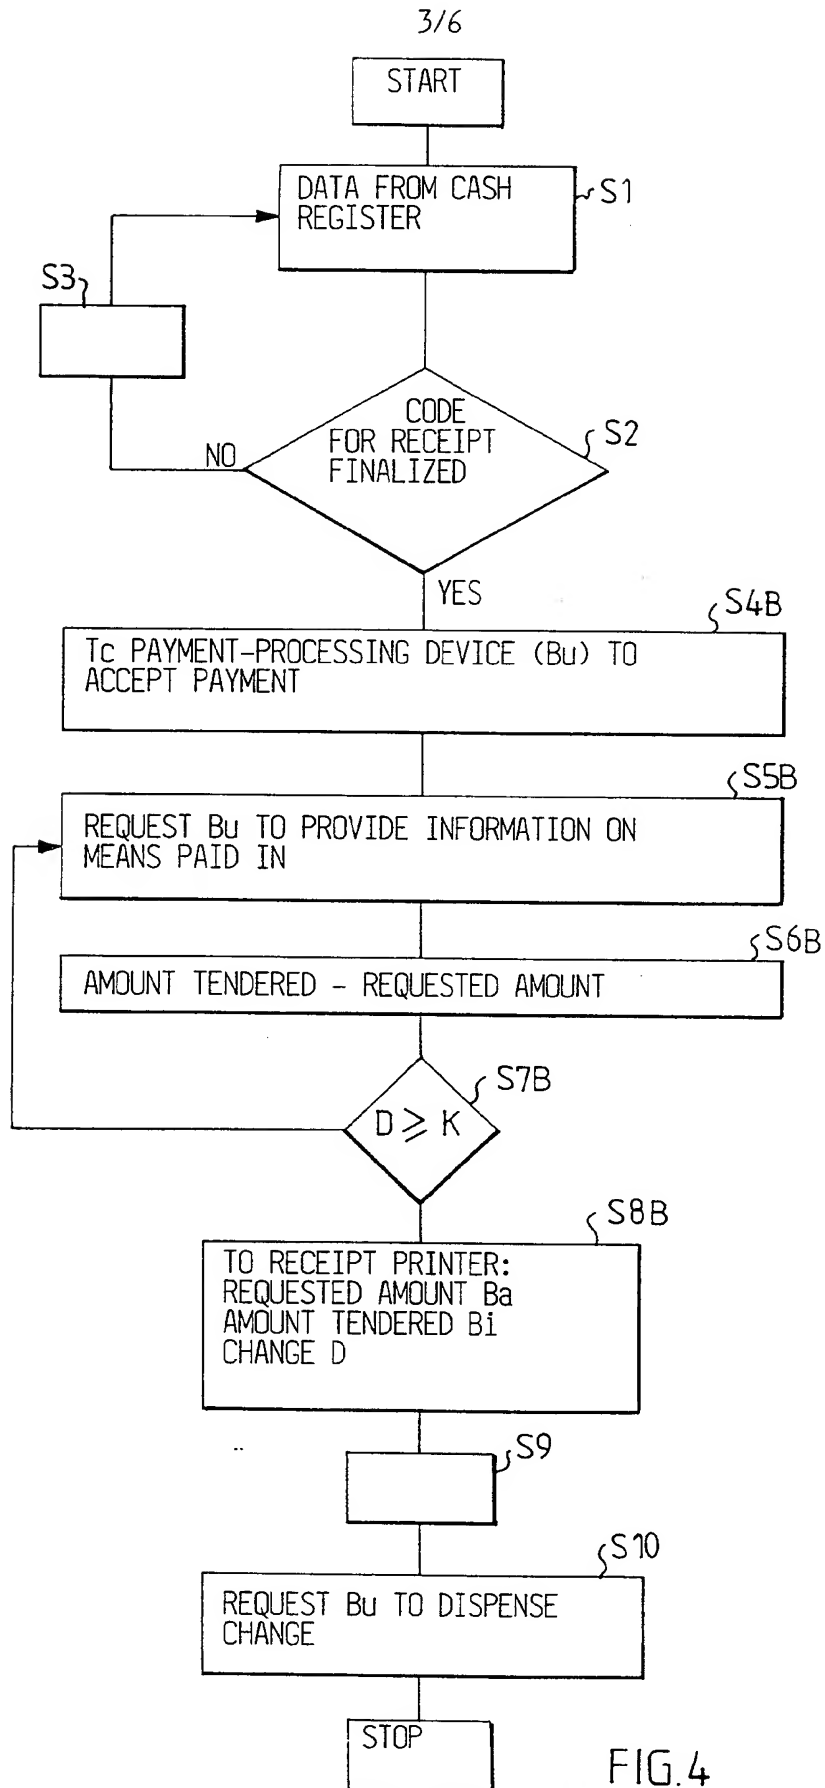 3/6
START
DATA FROM CASH
REGISTER
S1
S3
CODE
FOR RECEIPT
FINALIZED
S2
NO
YES
S4B
Tc PAYMENT-PROCESSING DEVICE (Bu) TO
ACCEPT PAYMENT
S5B
REQUEST Bu TO PROVIDE INFORMATION ON
MEANS PAID IN
S6B
AMOUNT TENDERED - REQUESTED AMOUNT
S7B
D ≥ K
S8B
TO RECEIPT PRINTER:
REQUESTED AMOUNT Ba
AMOUNT TENDERED Bi
CHANGE D
S9
S10
REQUEST Bu TO DISPENSE
CHANGE
STOP
FIG.4